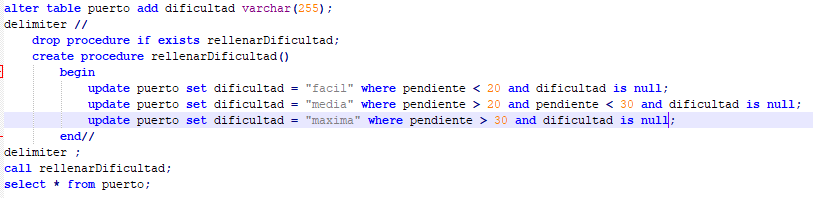 alter table puerto add dificultad varchar(255);
delimiter //
drop procedure if exists rellenarDificultad;
create procedure rellenarDificultad()
begin
update puerto set dificultad = "facil" where pendiente < 20 and dificultad is null;
update puerto set dificultad = "media" where pendiente > 20 and pendiente < 30 and dificultad is null;
update puerto set dificultad = "maxima" where pendiente > 30 and dificultad is null;
end//
delimiter ;
call rellenarDificultad;
select * from puerto;